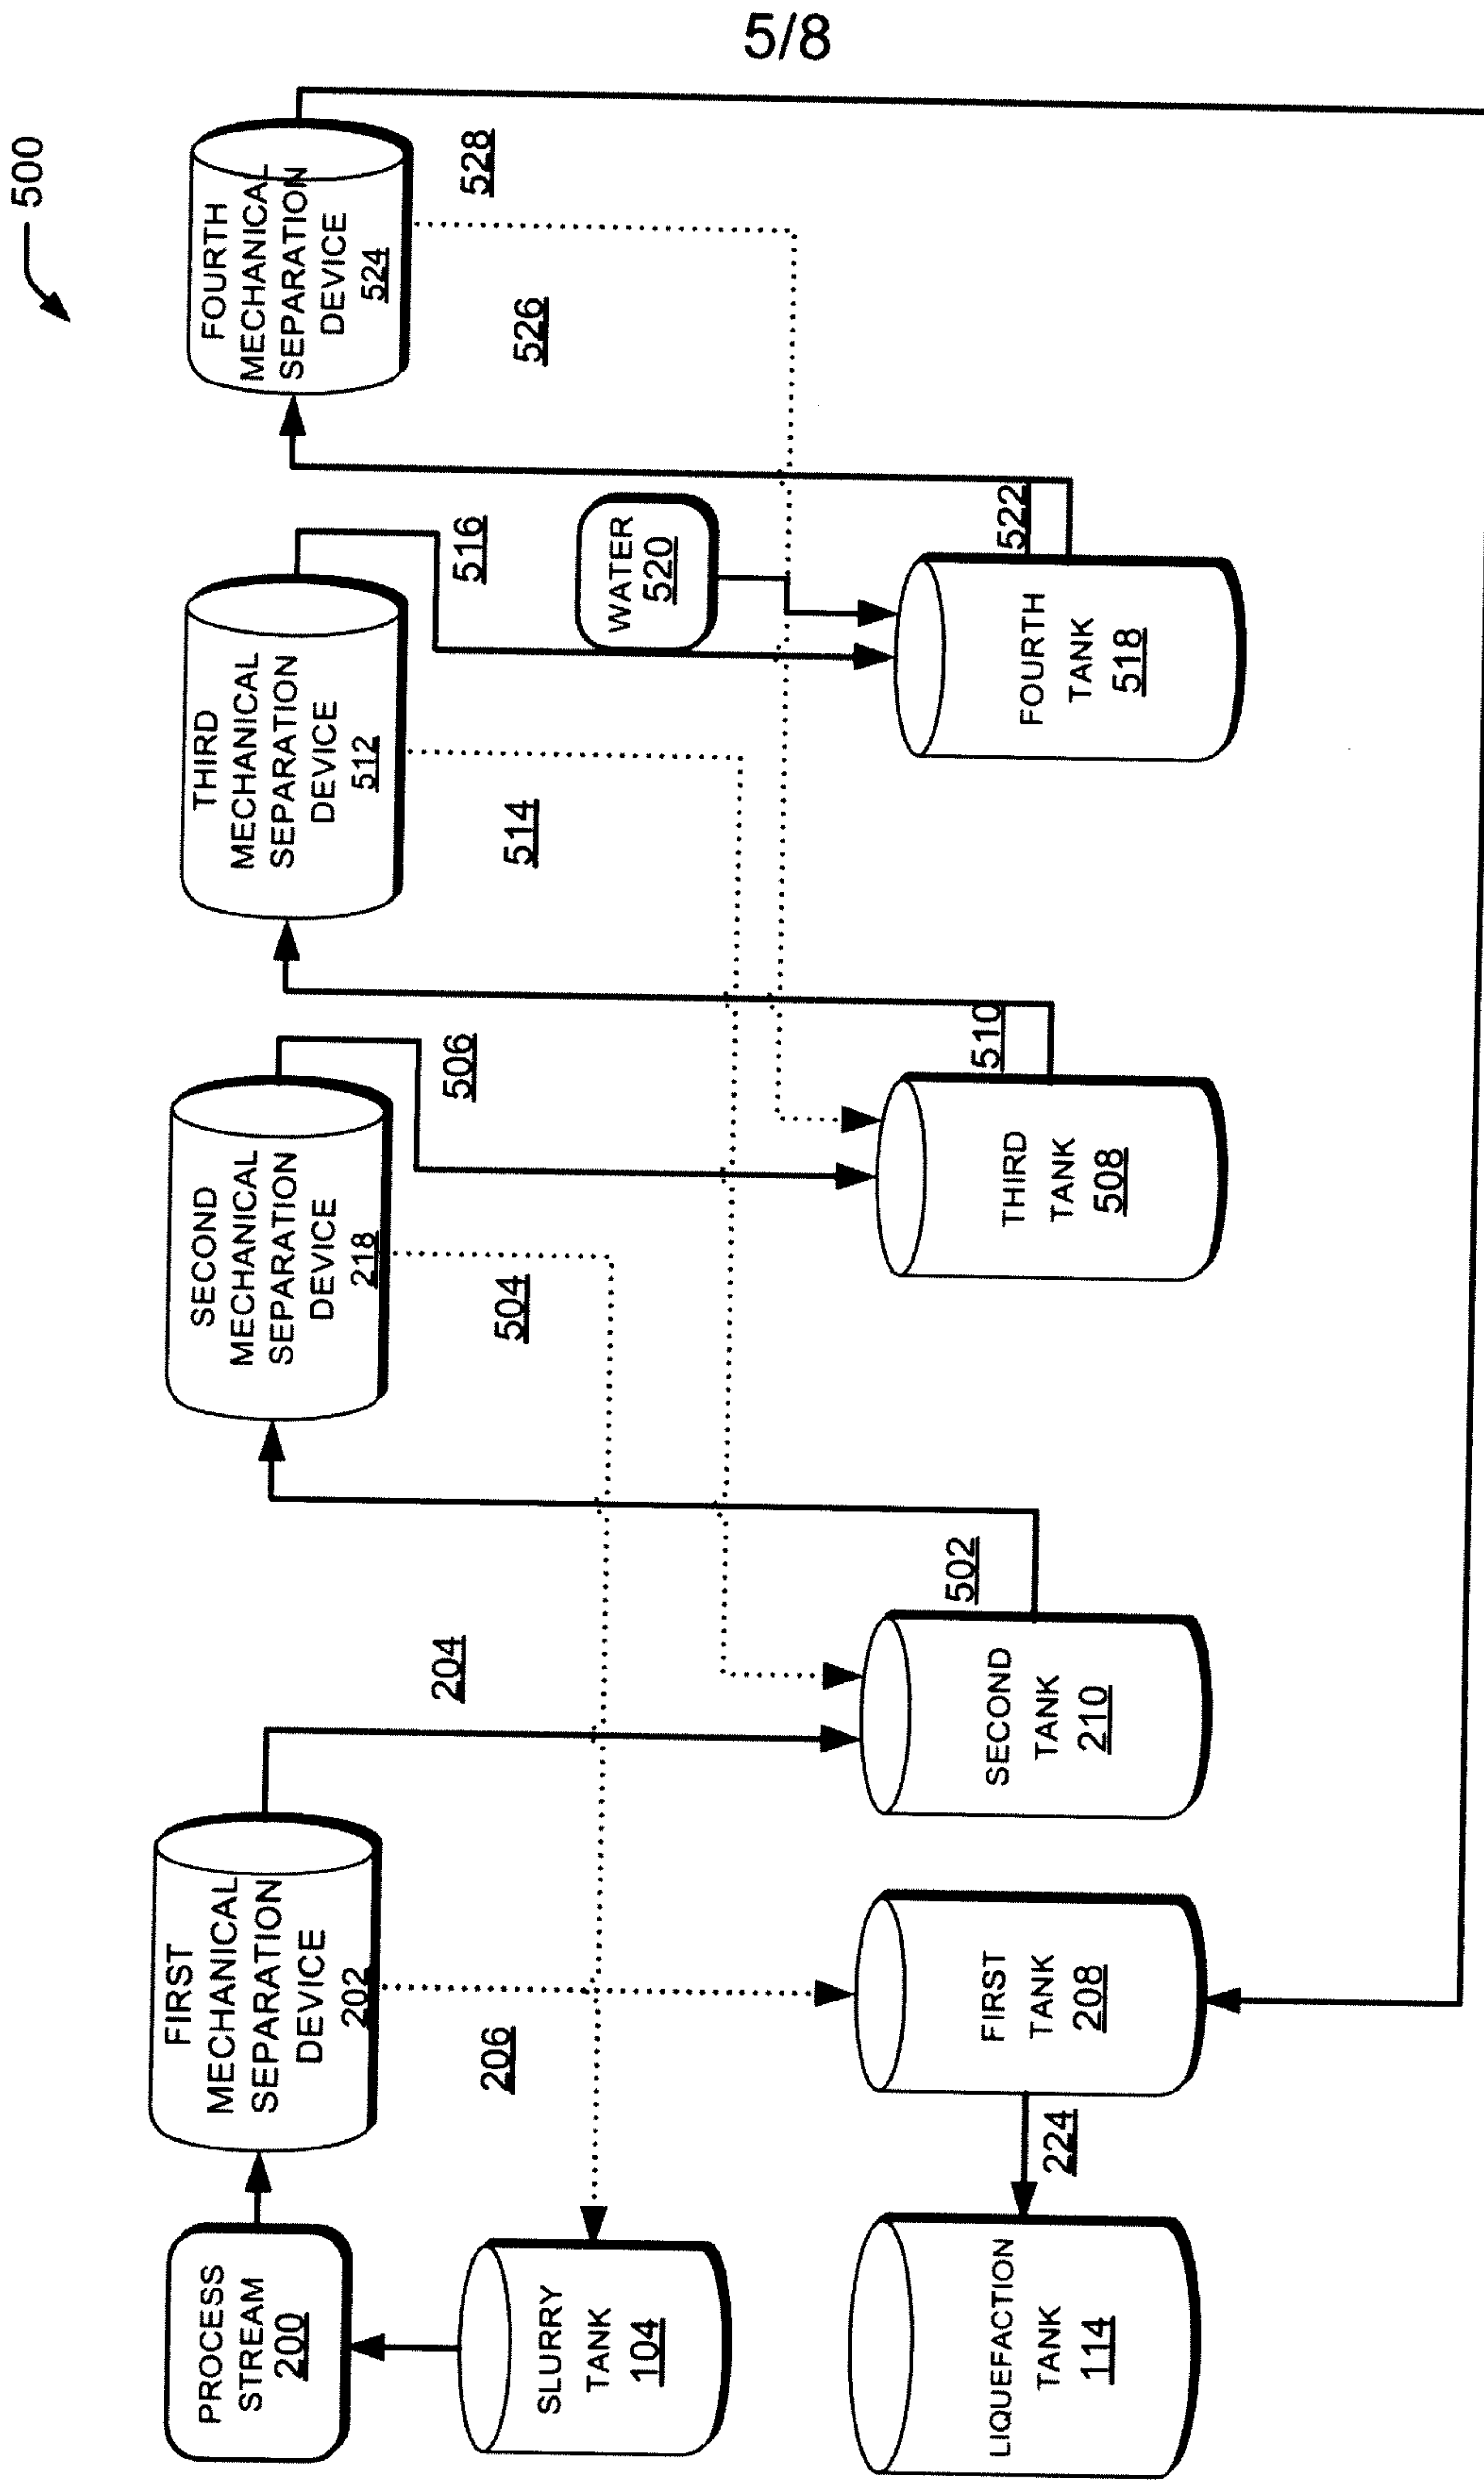 5/8
500
PROCESS
STREAM
200
FIRST
MECHANICAL
SEPARATION
DEVICE
202
204
206
SLURRY
TANK
104
SECOND
MECHANICAL
SEPARATION
DEVICE
218
504
506
THIRD
MECHANICAL
SEPARATION
DEVICE
512
514
516
WATER
520
FOURTH
MECHANICAL
SEPARATION
DEVICE
524
526
528
LIQUEFACTION
TANK
114
224
FIRST
TANK
208
SECOND
TANK
210
502
THIRD
TANK
508
510
FOURTH
TANK
518
522